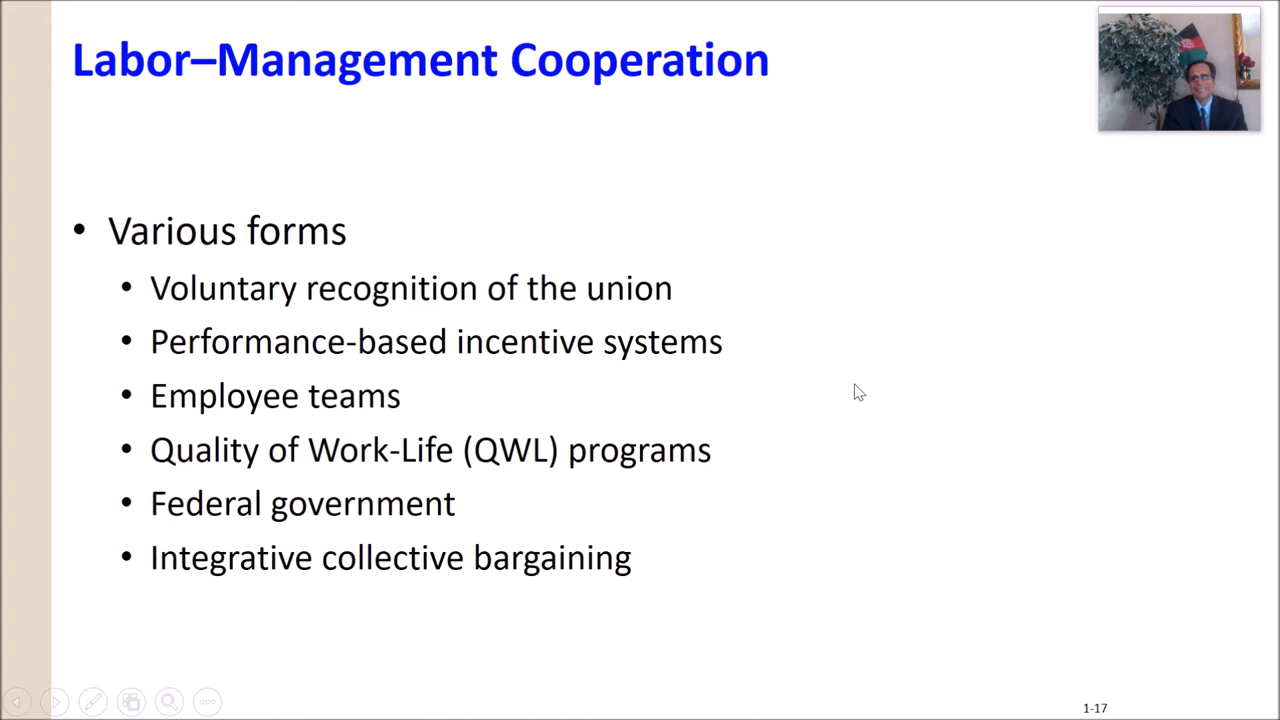 Labor–Management Cooperation
• Various forms
• Voluntary recognition of the union
• Performance-based incentive systems
• Employee teams
• Quality of Work-Life (QWL) programs
• Federal government
• Integrative collective bargaining
1-17